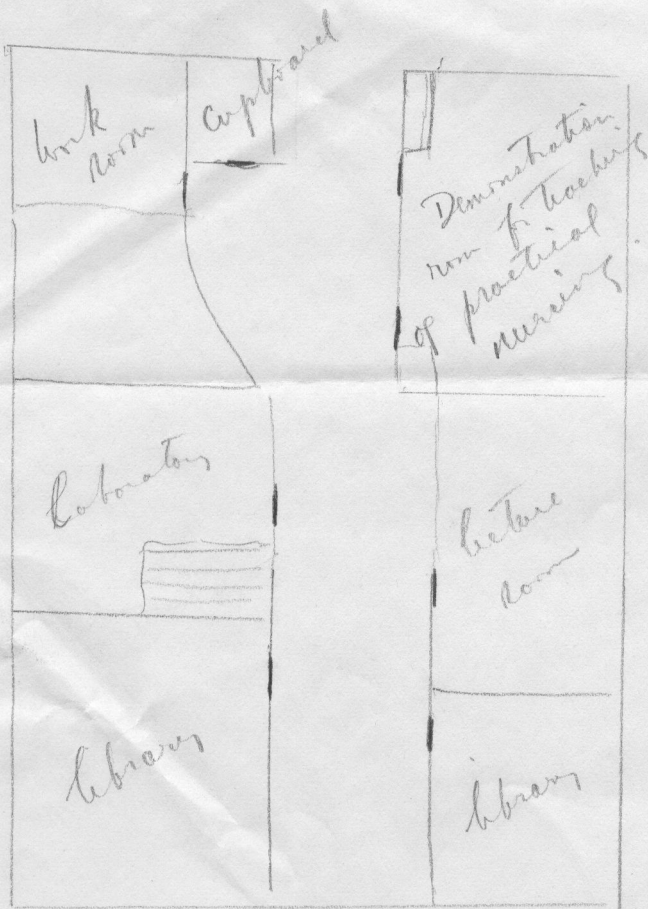 Work
room
Cupboard
Demonstration
room for teaching
of practical
nursing.
Laboratory
Lecture
room
library
library